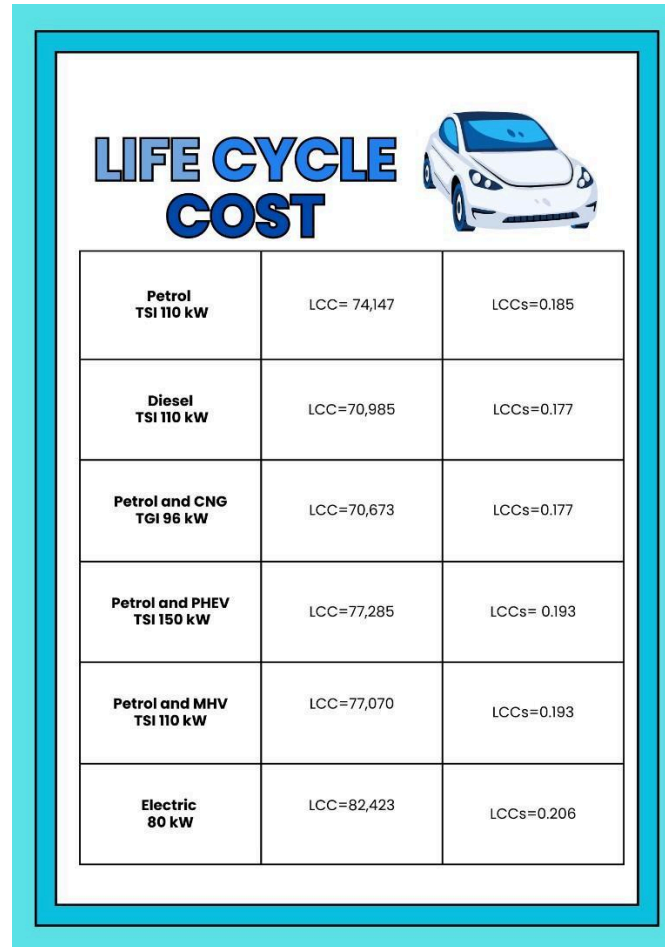 LIFE CYCLE
COST
Petrol
TSI 110 kW
LCC= 74,147
LCCs=0.185
Diesel
TSI 110 kW
LCC=70,985
LCCs=0.177
Petrol and CNG
TGI 96 kW
LCC=70,673
LCCs=0.177
Petrol and PHEV
TSI 150 kW
LCC=77,285
LCCs= 0.193
Petrol and MHV
TSI 110 kW
LCC=77,070
LCCs=0.193
Electric
80 kW
LCC=82,423
LCCs=0.206